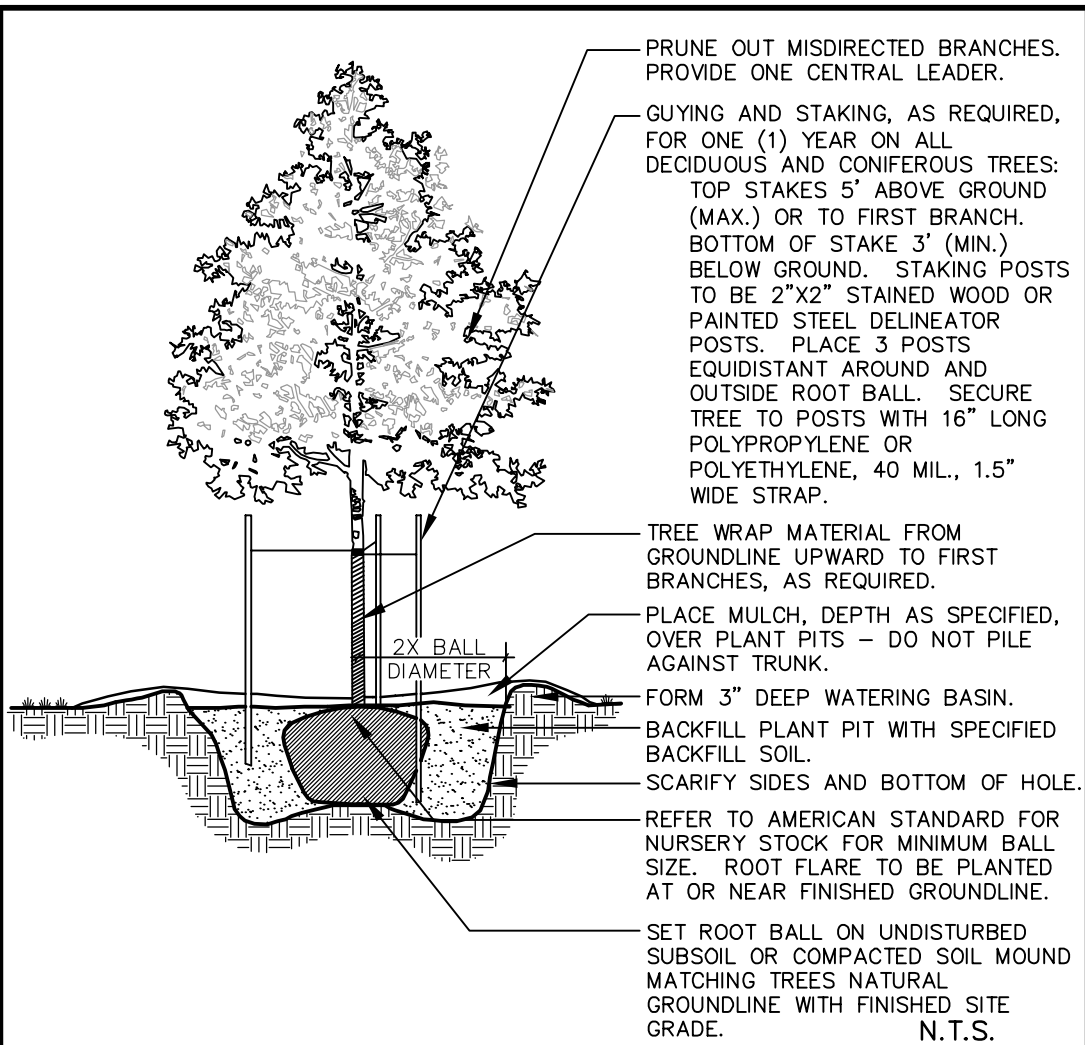 PRUNE OUT MISDIRECTED BRANCHES.
PROVIDE ONE CENTRAL LEADER.
GUYING AND STAKING, AS REQUIRED,
FOR ONE (1) YEAR ON ALL
DECIDUOUS AND CONIFEROUS TREES:
TOP STAKES 5' ABOVE GROUND
(MAX.) OR TO FIRST BRANCH.
BOTTOM OF STAKE 3' (MIN.)
BELOW GROUND. STAKING POSTS
TO BE 2"X2" STAINED WOOD OR
PAINTED STEEL DELINEATOR
POSTS. PLACE 3 POSTS
EQUIDISTANT AROUND AND
OUTSIDE ROOT BALL. SECURE
TREE TO POSTS WITH 16" LONG
POLYPROPYLENE OR
POLYETHYLENE, 40 MIL., 1.5"
WIDE STRAP.
TREE WRAP MATERIAL FROM
GROUNDLINE UPWARD TO FIRST
BRANCHES, AS REQUIRED.
PLACE MULCH, DEPTH AS SPECIFIED,
OVER PLANT PITS – DO NOT PILE
AGAINST TRUNK.
2X BALL
DIAMETER
FORM 3" DEEP WATERING BASIN.
BACKFILL PLANT PIT WITH SPECIFIED
BACKFILL SOIL.
SCARIFY SIDES AND BOTTOM OF HOLE.
REFER TO AMERICAN STANDARD FOR
NURSERY STOCK FOR MINIMUM BALL
SIZE. ROOT FLARE TO BE PLANTED
AT OR NEAR FINISHED GROUNDLINE.
SET ROOT BALL ON UNDISTURBED
SUBSOIL OR COMPACTED SOIL MOUND
MATCHING TREES NATURAL
GROUNDLINE WITH FINISHED SITE
GRADE.
N.T.S.